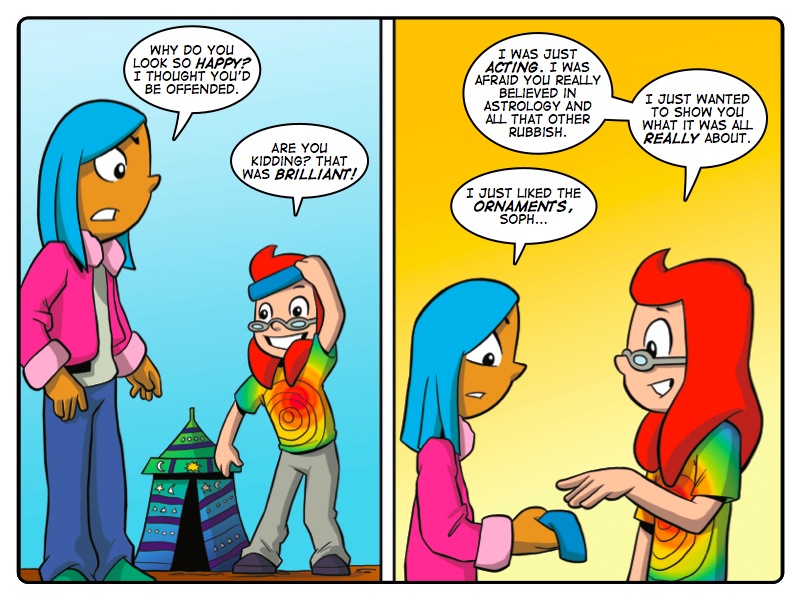 WHY DO YOU
LOOK SO HAPPY?
I THOUGHT YOU'D
BE OFFENDED.
ARE YOU
KIDDING? THAT
WAS BRILLIANT!
I WAS JUST
ACTING. I WAS
AFRAID YOU REALLY
BELIEVED IN
ASTROLOGY AND
ALL THAT OTHER
RUBBISH.
I JUST WANTED
TO SHOW YOU
WHAT IT WAS ALL
REALLY ABOUT.
I JUST LIKED THE
ORNAMENTS,
SOPH...